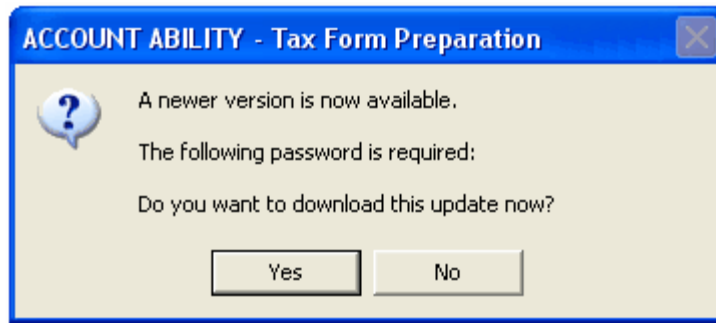 ACCOUNT ABILITY - Tax Form Preparation
A newer version is now available.
The following password is required:
Do you want to download this update now?
Yes No